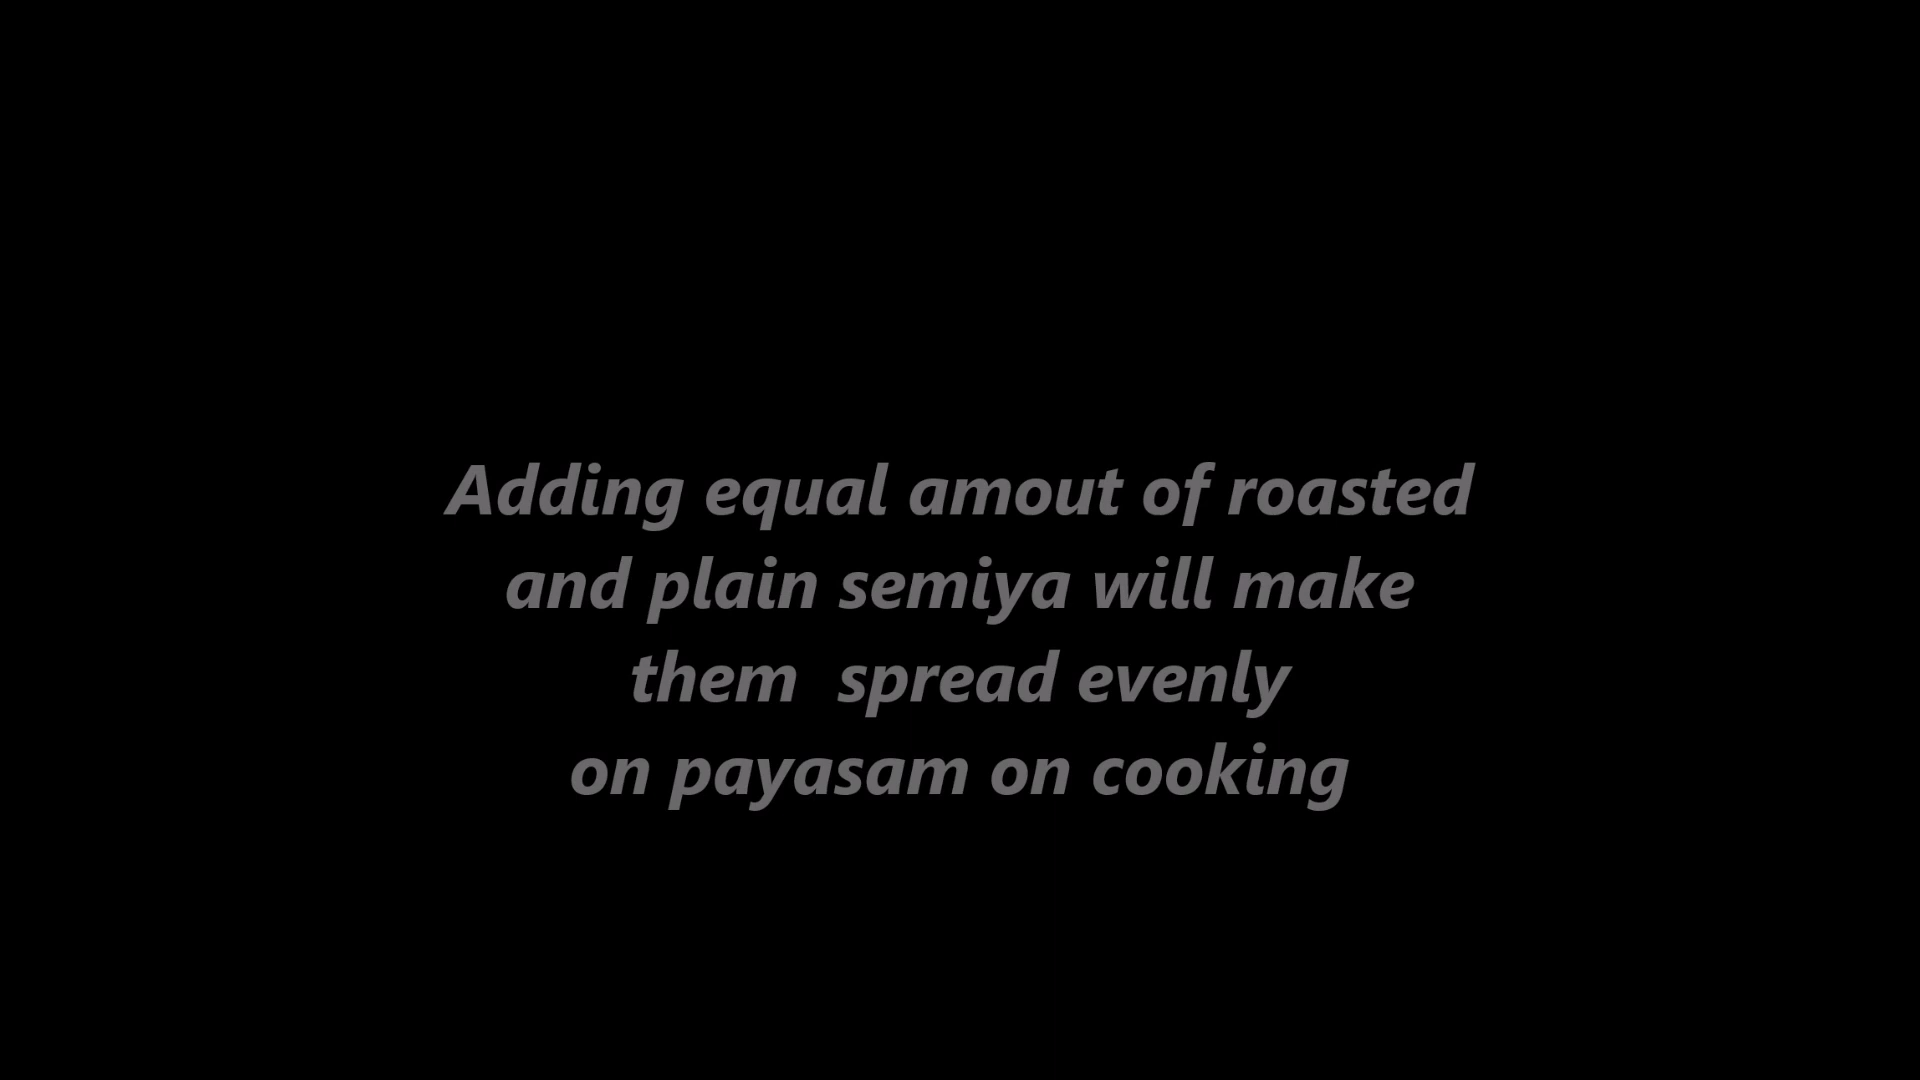 Adding equal amout of roasted
and plain semiya will make
them  spread evenly
on payasam on cooking